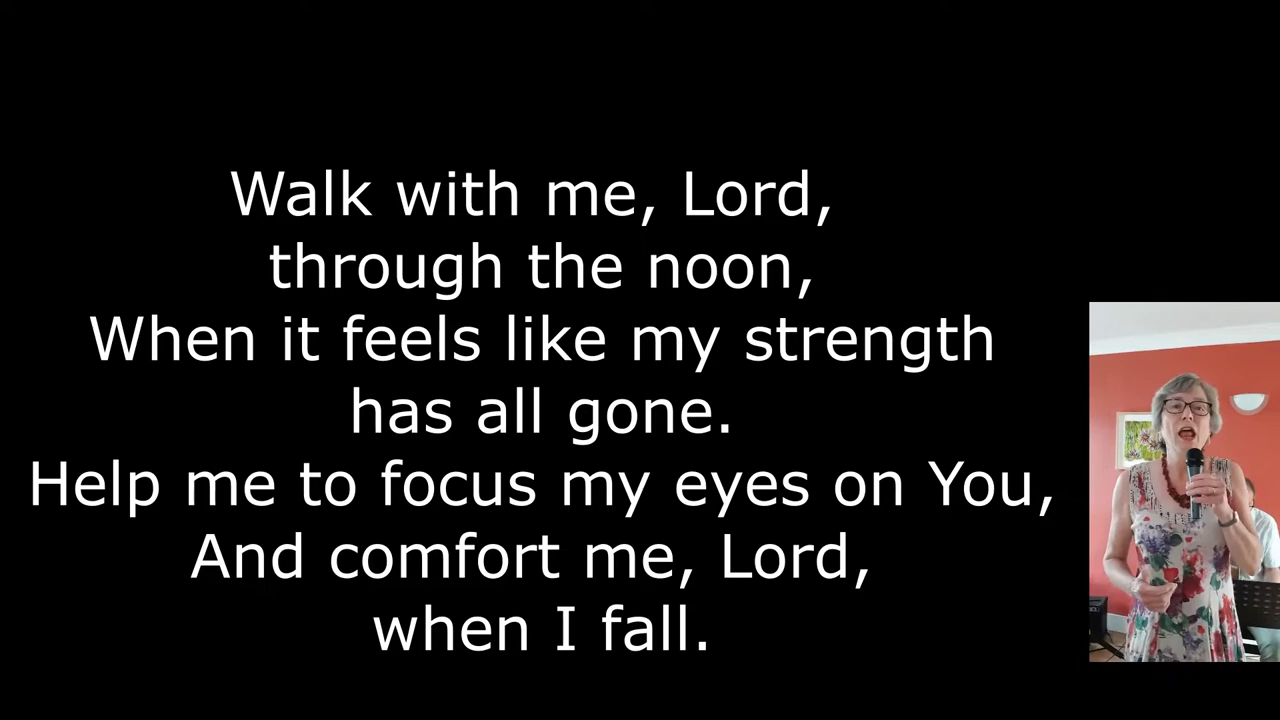 Walk with me, Lord,
through the noon,
When it feels like my strength
has all gone.
Help me to focus my eyes on You,
And comfort me, Lord,
when I fall.